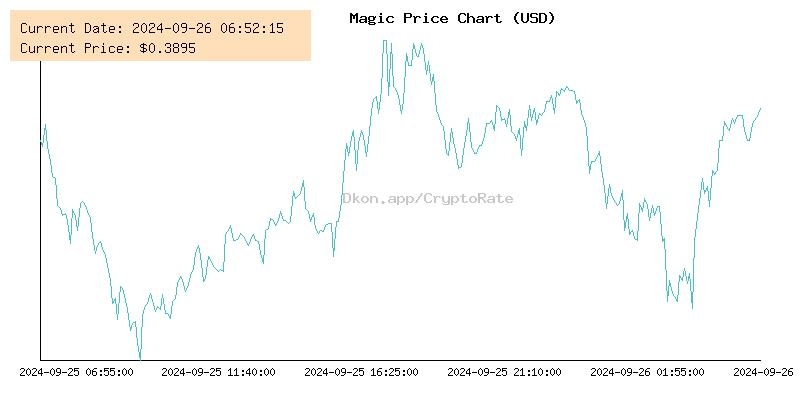 Magic Price Chart (USD)
Current Date: 2024-09-26 06:52:15
Current Price: $0.3895
Dkon.app/CryptoRate
2024-09-25 06:55:00 2024-09-25 11:40:00 2024-09-25 16:25:00 2024-09-25 21:10:00 2024-09-26 01:55:00 2024-09-26